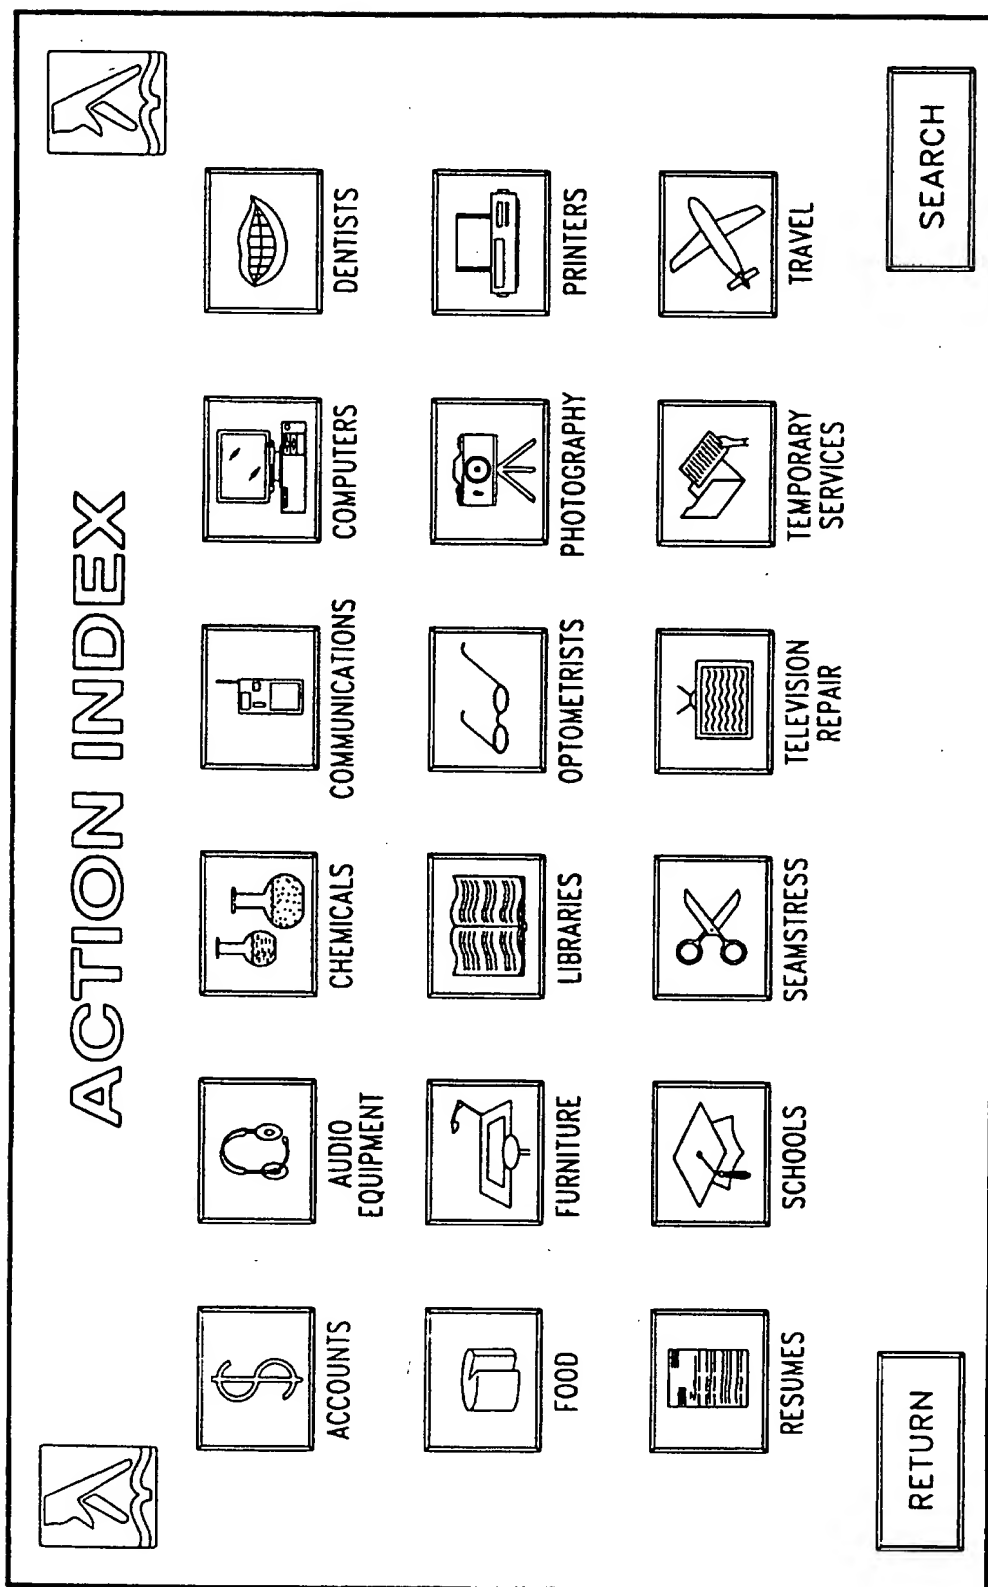 ACTION INDEX
ACCOUNTS
AUDIO
EQUIPMENT
CHEMICALS
COMMUNICATIONS
COMPUTERS
DENTISTS
FOOD
FURNITURE
LIBRARIES
OPTOMETRISTS
PHOTOGRAPHY
PRINTERS
RESUMES
SCHOOLS
SEAMSTRESS
TELEVISION
REPAIR
TEMPORARY
SERVICES
TRAVEL
RETURN
SEARCH